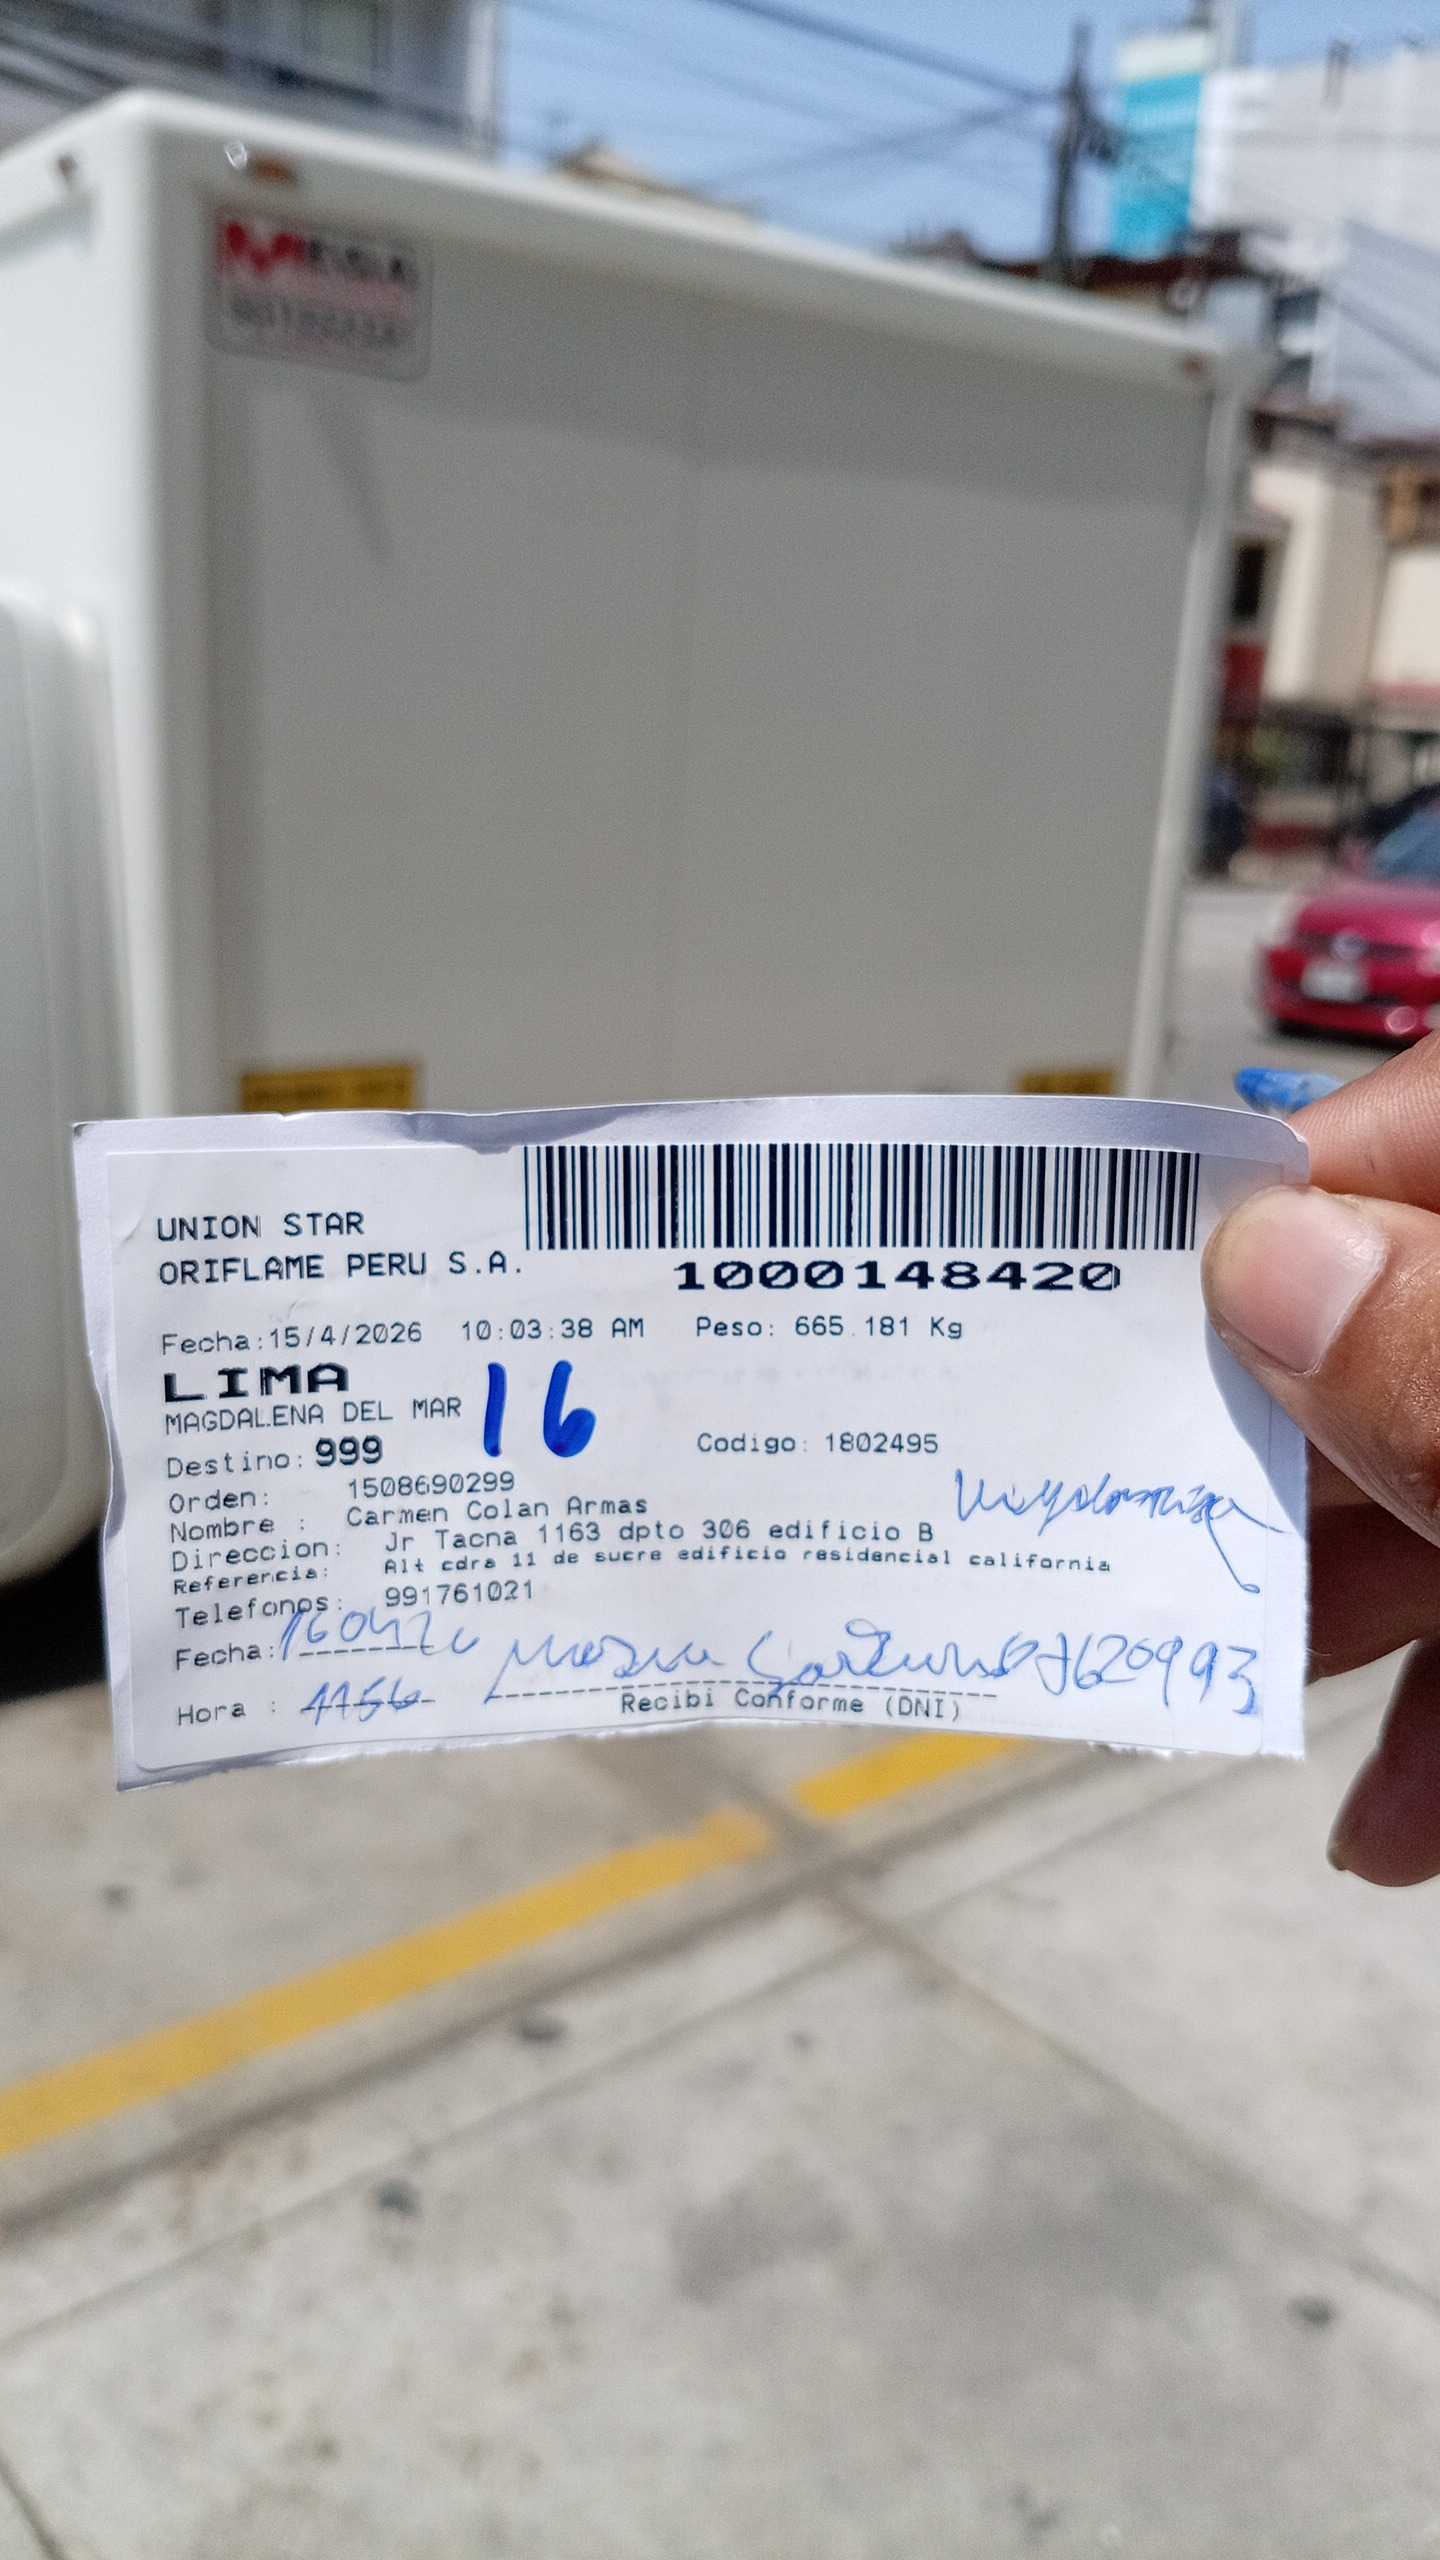 UNION STAR
ORIFLAME PERU S.A.
1000148420
Fecha:15/4/2026 10:03:38 AM Peso: 665.181 Kg
LIMA
MAGDALENA DEL MAR 16
Destino: 999 Codigo: 1802495
Orden: 1508690299
Nombre : Carmen Colan Armas
Direccion: Jr Tacna 1163 dpto 306 edificio B
Referencia: Alt cdra 11 de sucre edificio residencial california
Telefonos: 991761021
Fecha: 160426
Hora : 1156
Recibi Conforme (DNI)